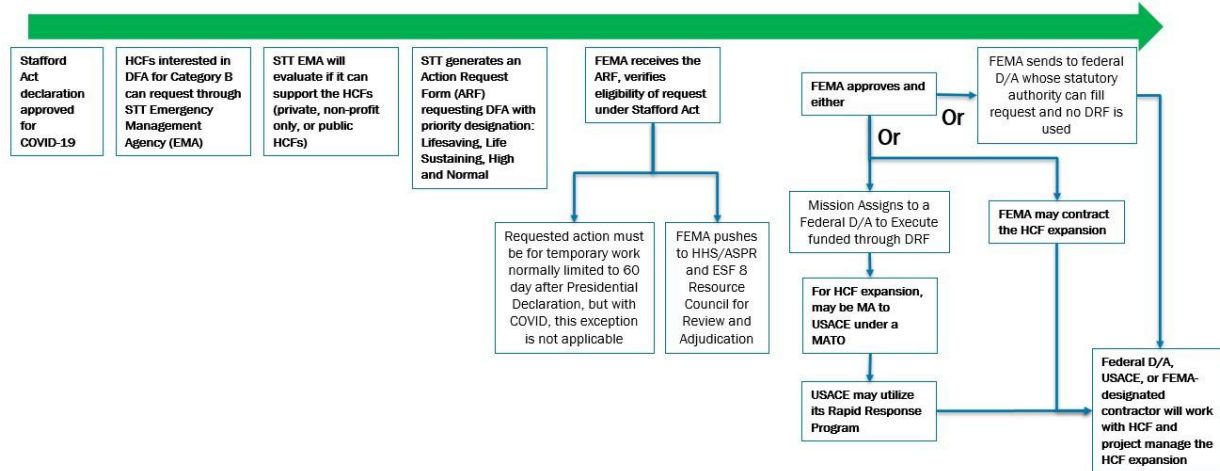 Stafford
Act
declaration
approved
for
COVID-19
HCFs interested in
DFA for Category B
can request through
STT Emergency
Management
Agency (EMA)
STT EMA will
evaluate if it can
support the HCFs
(private, non-profit
only, or public
HCFs)
STT generates an
Action Request
Form (ARF)
requesting DFA with
priority designation:
Lifesaving, Life
Sustaining, High
and Normal
FEMA receives the
ARF, verifies
eligibility of request
under Stafford Act
Requested action must
be for temporary work
normally limited to 60
day after Presidential
Declaration, but with
COVID, this exception
is not applicable
FEMA pushes
to HHS/ASPR
and ESF 8
Resource
Council for
Review and
Adjudication
FEMA approves and
either
Or
Or
FEMA sends to federal
D/A whose statutory
authority can fill
request and no DRF is
used
Mission Assigns to a
Federal D/A to Execute
funded through DRF
FEMA may contract
the HCF expansion
For HCF expansion,
may be MA to
USACE under a
MATO
USACE may utilize
its Rapid Response
Program
Federal D/A,
USACE, or FEMA-
designated
contractor will work
with HCF and
project manage the
HCF expansion